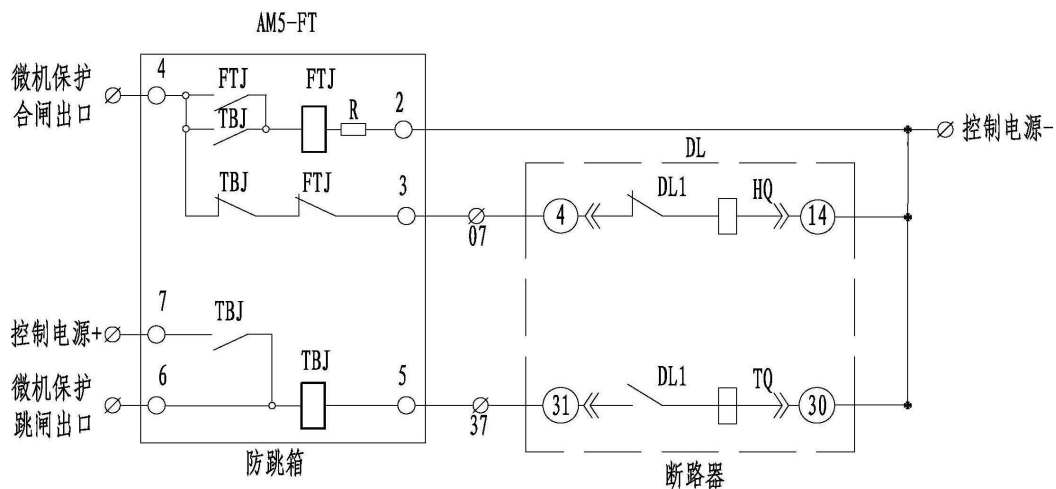 AM5-FT
微机保护
合闸出口
4
FTJ
FTJ
R
2
TBJ
控制电源-
DL
TBJ
FTJ
3
07
4
DL1
HQ
14
7
TBJ
控制电源+
TBJ
微机保护
跳闸出口
6
5
37
31
DL1
TQ
30
防跳箱
断路器